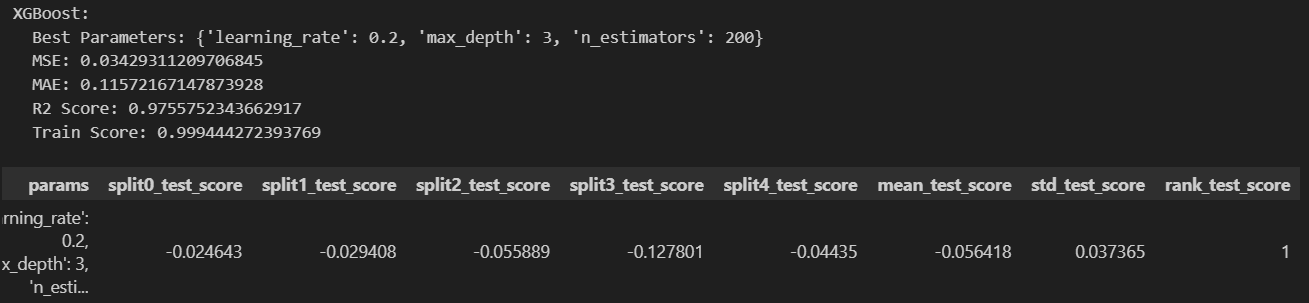 XGBoost:
Best Parameters: {'learning_rate': 0.2, 'max_depth': 3, 'n_estimators': 200}
MSE: 0.03429311209706845
MAE: 0.11572167147873928
R2 Score: 0.9755752343662917
Train Score: 0.999444272393769
params split0_test_score split1_test_score split2_test_score split3_test_score split4_test_score mean_test_score std_test_score rank_test_score
rning_rate':
0.2,
x_depth': 3,
'n_esti...
-0.024643 -0.029408 -0.055889 -0.127801 -0.04435 -0.056418 0.037365 1